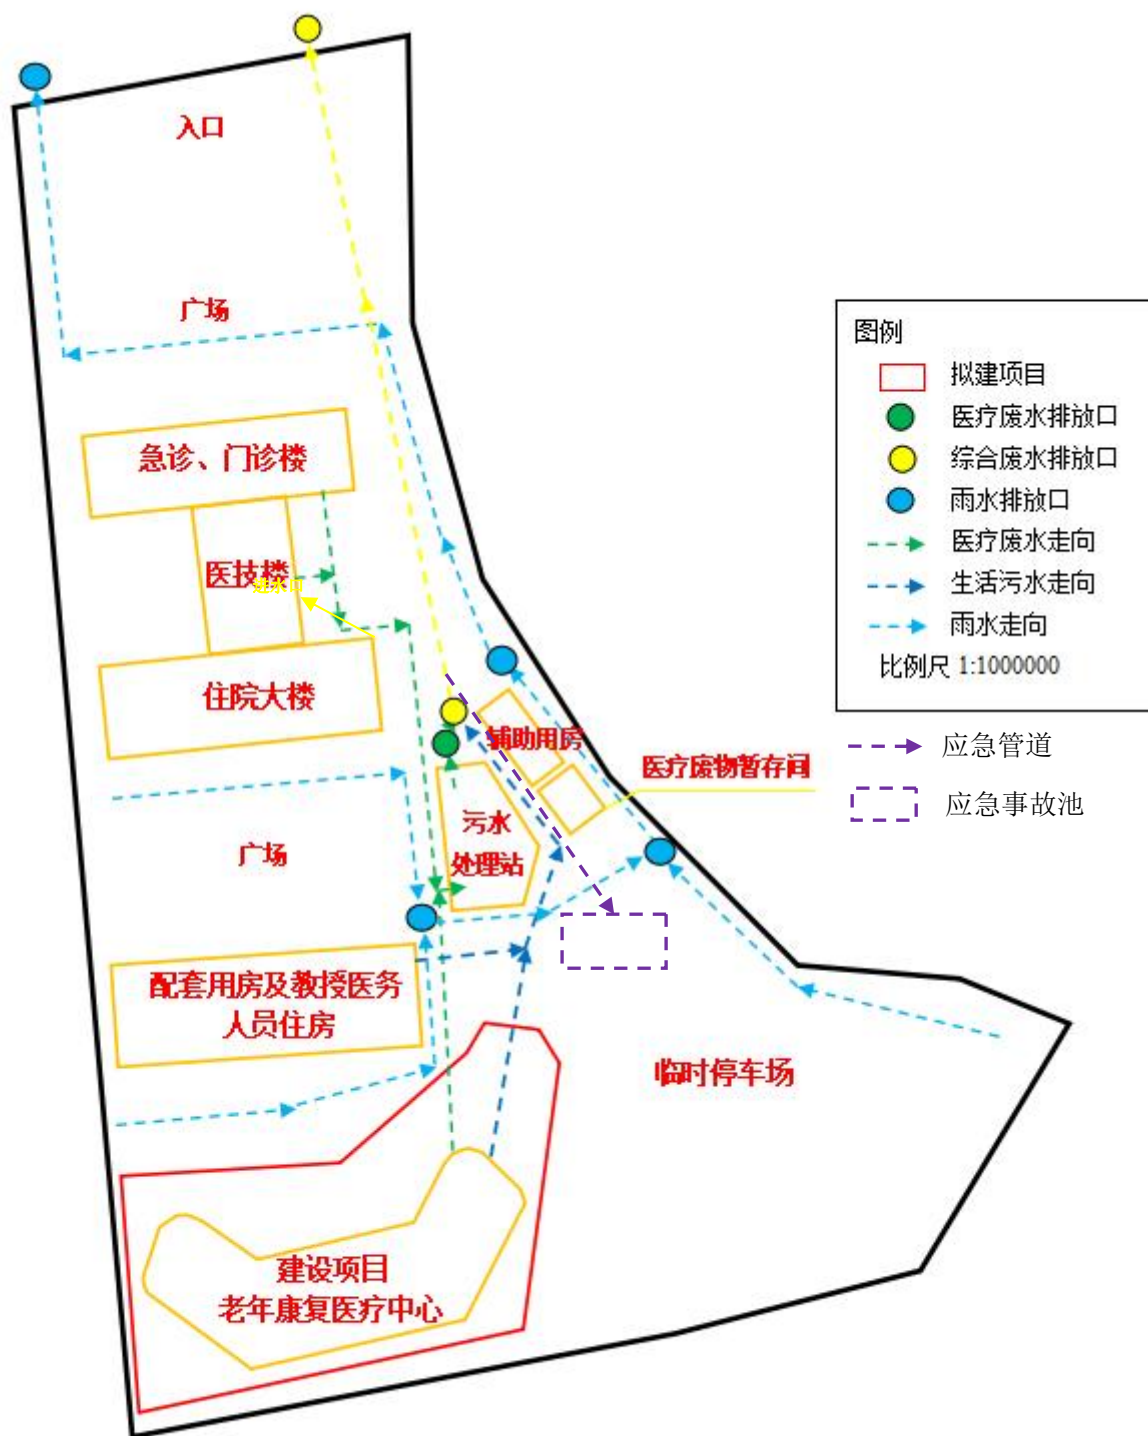 入口
广场
图例
拟建项目
医疗废水排放口
综合废水排放口
雨水排放口
医疗废水走向
生活污水走向
雨水走向
比例尺 1:1000000
应急管道
应急事故池
急诊、门诊楼
医技楼
进水口
住院大楼
辅助用房
医疗废物暂存间
污水
处理站
广场
配套用房及教授医务
人员住房
临时停车场
建设项目
老年康复医疗中心